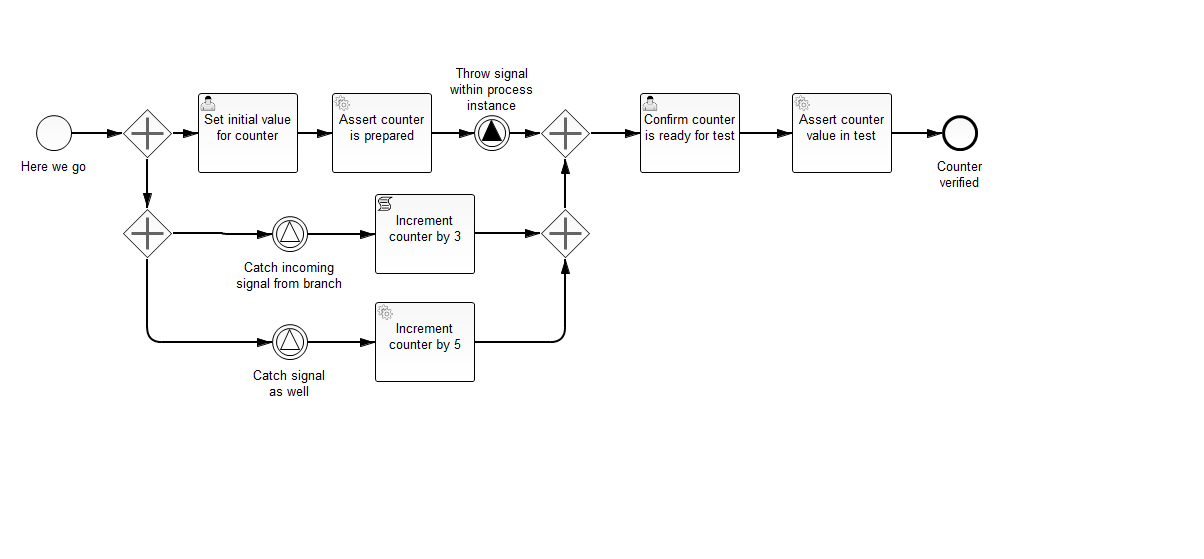 Throw signal
within process
instance
Set initial value
for counter
Assert counter
is prepared
Confirm counter
is ready for test
Assert counter
value in test
Here we go
Counter
verified
Increment
counter by 3
Catch incoming
signal from branch
Increment
counter by 5
Catch signal
as well